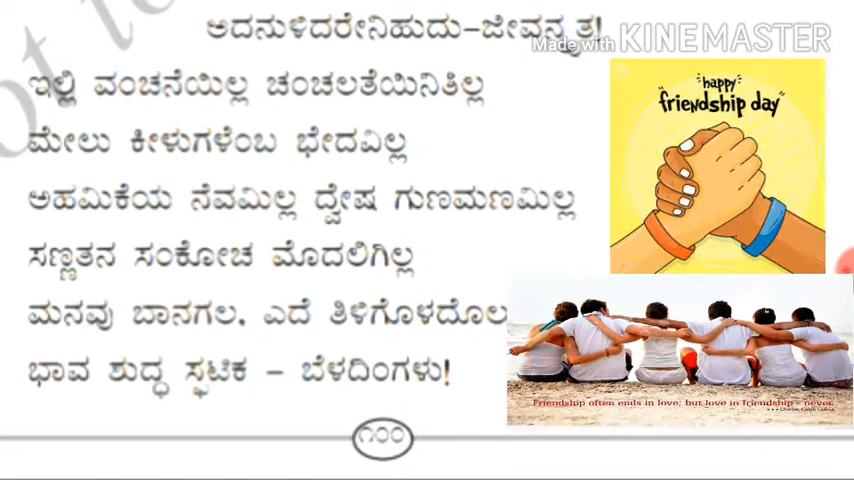 ಅದನುಳಿದರೇನಿಹುದು-ಜೀವನ್ಮೃತ!
Made with KINEMASTER
ಇಲ್ಲಿ ವಂಚನೆಯಿಲ್ಲ ಚಂಚಲತೆಯಿನಿತಿಲ್ಲ
ಮೇಲು ಕೀಳುಗಳೆಂಬ ಭೇದವಿಲ್ಲ
ಅಹಮಿಕೆಯ ನೆವಮಿಲ್ಲ ದ್ವೇಷ ಗುಣಮಣಮಿಲ್ಲ
ಸಣ್ಣತನ ಸಂಕೋಚ ಮೊದಲಿಗಿಲ್ಲ
ಮನವು ಬಾನಗಲ, ಎದೆ ತಿಳಿಗೊಳದೊಲ
ಭಾವ ಶುದ್ಧ ಸ್ಫಟಿಕ - ಬೆಳದಿಂಗಳು!
೧೦೦
happy
"friendship day"
Friendship often ends in love; but love in friendship - never.